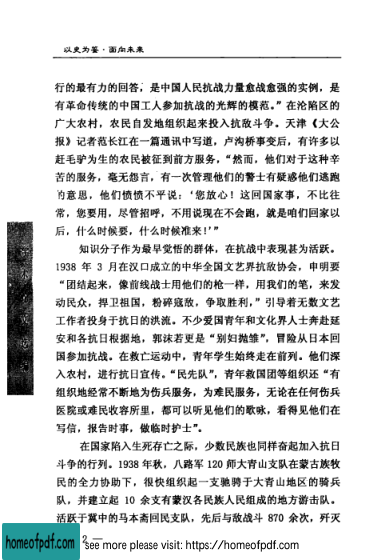 以史为鉴·面向未来
行的最有力的回答，是中国人民抗战力量愈战愈强的实例，是
有革命传统的中国工人参加抗战的光辉的模范。”在沦陷区的
广大农村，农民自发地组织起来投入抗敌斗争。天津《大公
报》记者范长江在一篇通讯中写道，卢沟桥事变后，有许多以
赶毛驴为生的农民被征到前方服务，“然而，他们对于这种辛
苦的服务，毫无怨言，有一次管理他们的警士有疑惑他们逃跑
的意思，他们愤愤不平说：‘您放心！这回国家事，不比往
常，您要用，尽管招呼，不用说现在不会跑，就是咱们回家以
后，什么时候要，什么时候准来！’”
知识分子作为最早觉悟的群体，在抗战中表现甚为活跃。
1938 年 3 月在汉口成立的中华全国文艺界抗敌协会，申明要
“团结起来，像前线战士用他们的枪一样，用我们的笔，来发
动民众，捍卫祖国，粉碎寇敌，争取胜利，”引导着无数文艺
工作者投身于抗日的洪流。不少爱国青年和文化界人士奔赴延
安和各抗日根据地，郭沫若更是“别妇抛雏”，冒险从日本回
国参加抗战。在救亡运动中，青年学生始终走在前列。他们深
入农村，进行抗日宣传。“民先队”，青年救国团等组织还“有
组织地经常不断地为伤兵服务，为难民服务，无论在任何伤兵
医院或难民收容所里，都可以听见他们的歌咏，看得见他们在
写信，报告时事，做临时护士”。
在国家陷入生死存亡之际，少数民族也同样奋起加入抗日
斗争的行列。1938 年秋，八路军 120 师大青山支队在蒙古族牧
民的全力协助下，很快组织起一支驰骋于大青山地区的骑兵
队，并建立起 10 余支有蒙汉各民族人民组成的地方游击队。
活跃于冀中的马本斋回民支队，先后与敌战斗 870 余次，歼灭
2 —
homeofpdf.com
see more please visit: https://homeofpdf.com